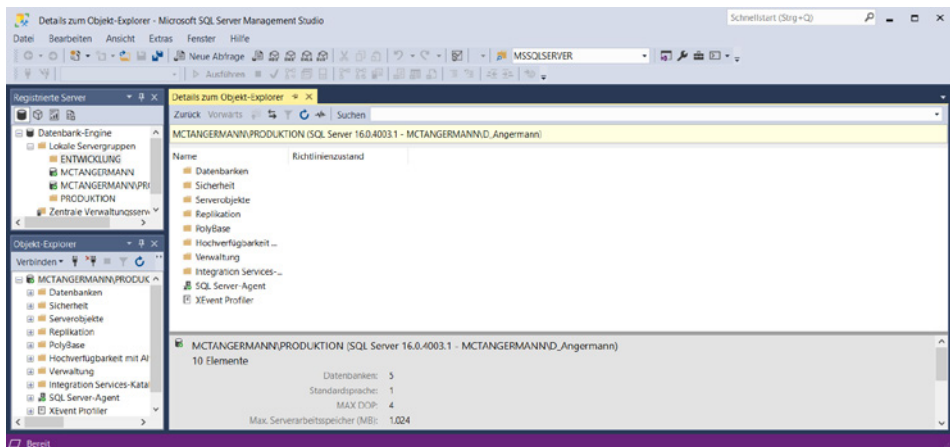 Details zum Objekt-Explorer - Microsoft SQL Server Management Studio
Schnellstart (Strg+Q)
Datei Bearbeiten Ansicht Extras Fenster Hilfe
Neue Abfrage
MSSQLSERVER
Ausführen
Registrierte Server
Datenbank-Engine
Lokale Servergruppen
ENTWICKLUNG
MCTANGERMANN
MCTANGERMANN\PR
PRODUKTION
Zentrale Verwaltungsserv
Objekt-Explorer
Verbinden
MCTANGERMANN\PRODUK
Datenbanken
Sicherheit
Serverobjekte
Replikation
PolyBase
Hochverfügbarkeit mit Al
Verwaltung
Integration Services-Katal
SQL Server-Agent
XEvent Profiler
Details zum Objekt-Explorer
Zurück Vorwärts Suchen
MCTANGERMANN\PRODUKTION (SQL Server 16.0.4003.1 - MCTANGERMANN\D_Angermann)
Name Richtlinienzustand
Datenbanken
Sicherheit
Serverobjekte
Replikation
PolyBase
Hochverfügbarkeit ...
Verwaltung
Integration Services-...
SQL Server-Agent
XEvent Profiler
MCTANGERMANN\PRODUKTION (SQL Server 16.0.4003.1 - MCTANGERMANN\D_Angermann)
10 Elemente
Datenbanken: 5
Standardsprache: 1
MAX DOP: 4
Max. Serverarbeitsspeicher (MB): 1.024
Bereit